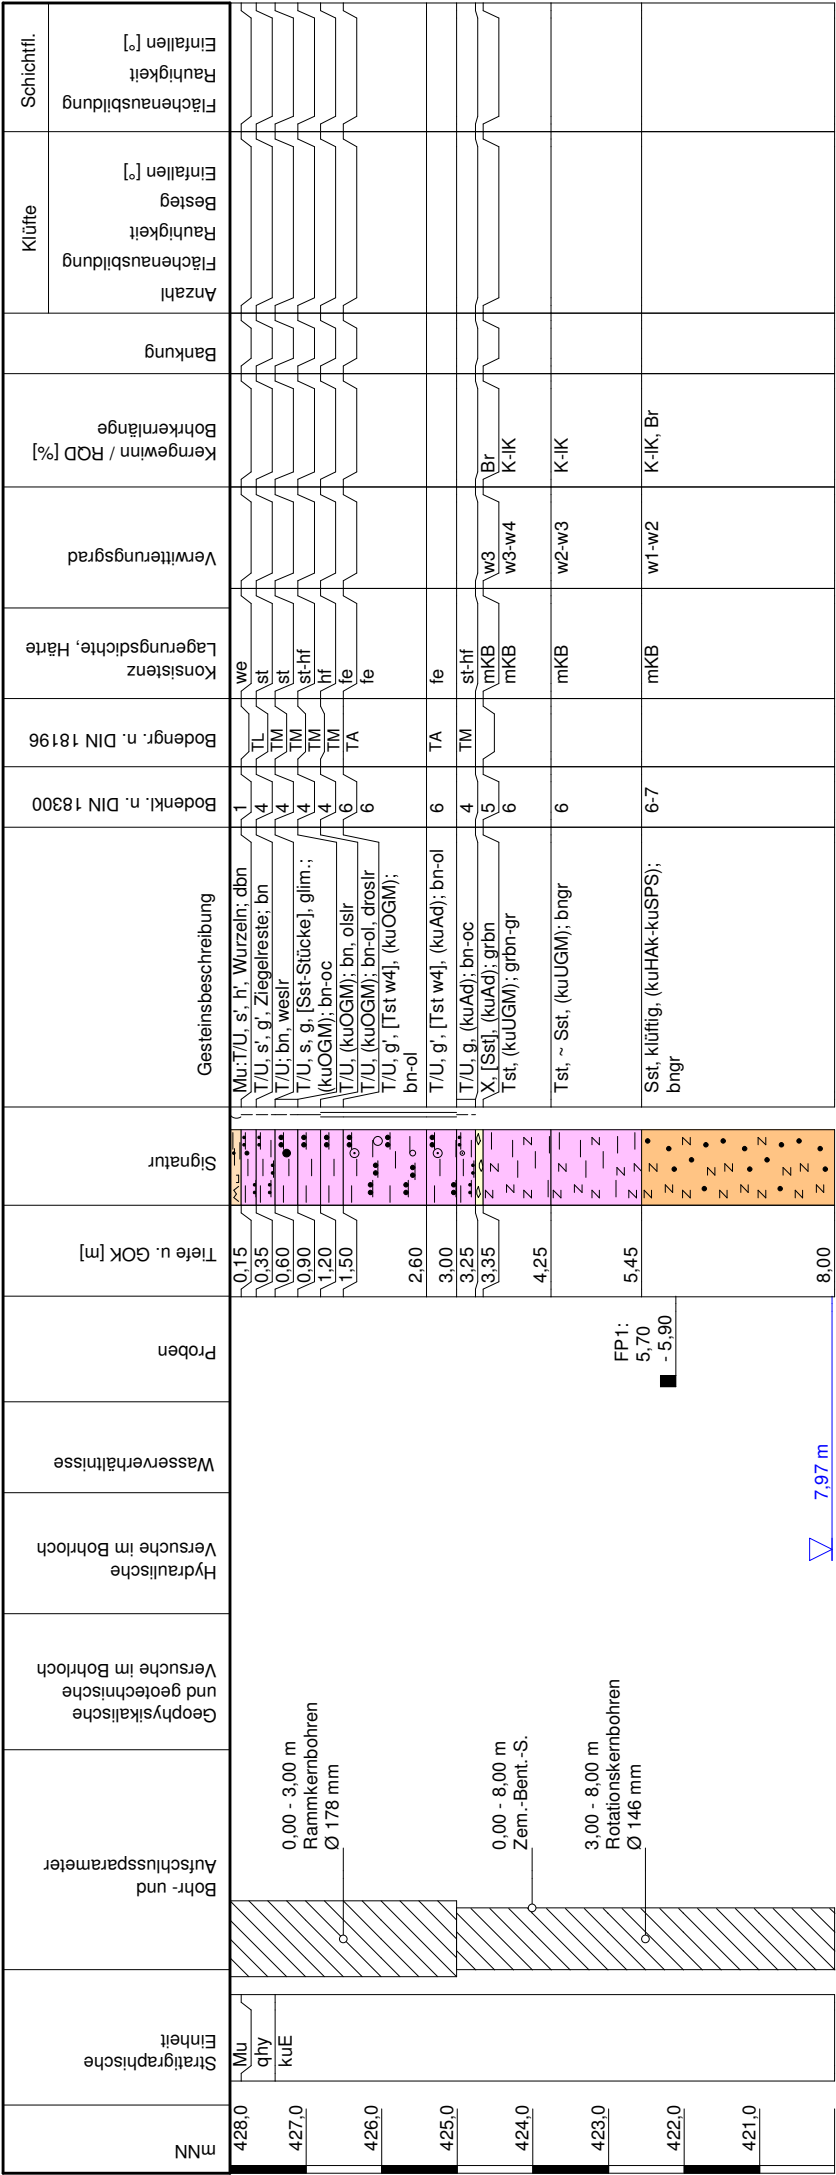 mNN
Stratigraphische
Einheit
Bohr- und
Aufschlussparameter
Geophysikalische
und geotechnische
Versuche im Bohrloch
Hydraulische
Versuche im Bohrloch
Wasserverhältnisse
Proben
Tiefe u. GOK [m]
Signatur
Gesteinsbeschreibung
Bodenkl. n. DIN 18300
Bodengr. n. DIN 18196
Konsistenz
Lagerungsdichte, Härte
Verwitterungsgrad
Kerngewinn / RQD [%]
Bohrkernlänge
Bankung
Klüfte
Anzahl
Flächenausbildung
Rauhigkeit
Besteg
Einfallen [°]
Schichtfl.
Flächenausbildung
Rauhigkeit
Einfallen [°]
428,0
427,0
426,0
425,0
424,0
423,0
422,0
421,0
Mu
qhy
kuE
0,00 - 3,00 m
Rammkernbohren
Ø 178 mm
0,00 - 8,00 m
Zem.-Bent.-S.
3,00 - 8,00 m
Rotationskernbohren
Ø 146 mm
7,97 m
FP1:
5,70
- 5,90
0,15
0,35
0,60
0,90
1,20
1,50
2,60
3,00
3,25
3,35
4,25
5,45
8,00
Mu:T/U, s', h', Wurzeln; dbn
T/U, s', g', Ziegelreste; bn
T/U; bn, weslr
T/U, s, g, [Sst-Stücke], glim.;
(kuOGM); bn-oc
T/U, (kuOGM); bn, olslr
T/U, (kuOGM); bn-ol, droslr
T/U, g', [Tst w4], (kuOGM);
bn-ol
T/U, g', [Tst w4], (kuAd); bn-ol
T/U, g, (kuAd); bn-oc
X, [Sst], (kuAd); grbn
Tst, (kuUGM); grbn-gr
Tst, ~ Sst, (kuUGM); bngr
Sst, klüftig, (kuHAk-kuSPS);
bngr
1
4
4
4
4
6
6
6
4
5
6
6
6-7
TL
TM
TM
TM
TM
TA
TA
TM
we
st
st
st-hf
hf
fe
fe
fe
st-hf
mKB
mKB
mKB
mKB
w3
w3-w4
w2-w3
w1-w2
Br
K-lK
K-lK
K-lK, Br